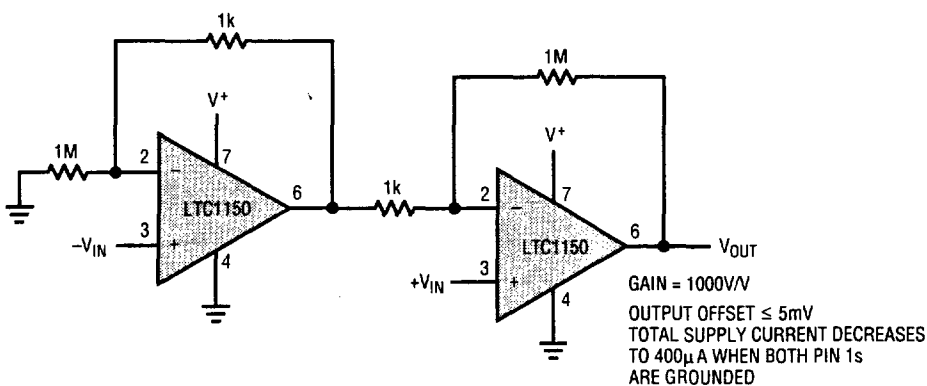 1k
1M
V+
V+
1M
2
7
–
LTC1150
6
1k
2
7
–
LTC1150
6
VOUT
–VIN
3
+
4
+VIN
3
+
4
GAIN = 1000V/V
OUTPUT OFFSET ≤ 5mV
TOTAL SUPPLY CURRENT DECREASES
TO 400µA WHEN BOTH PIN 1s
ARE GROUNDED